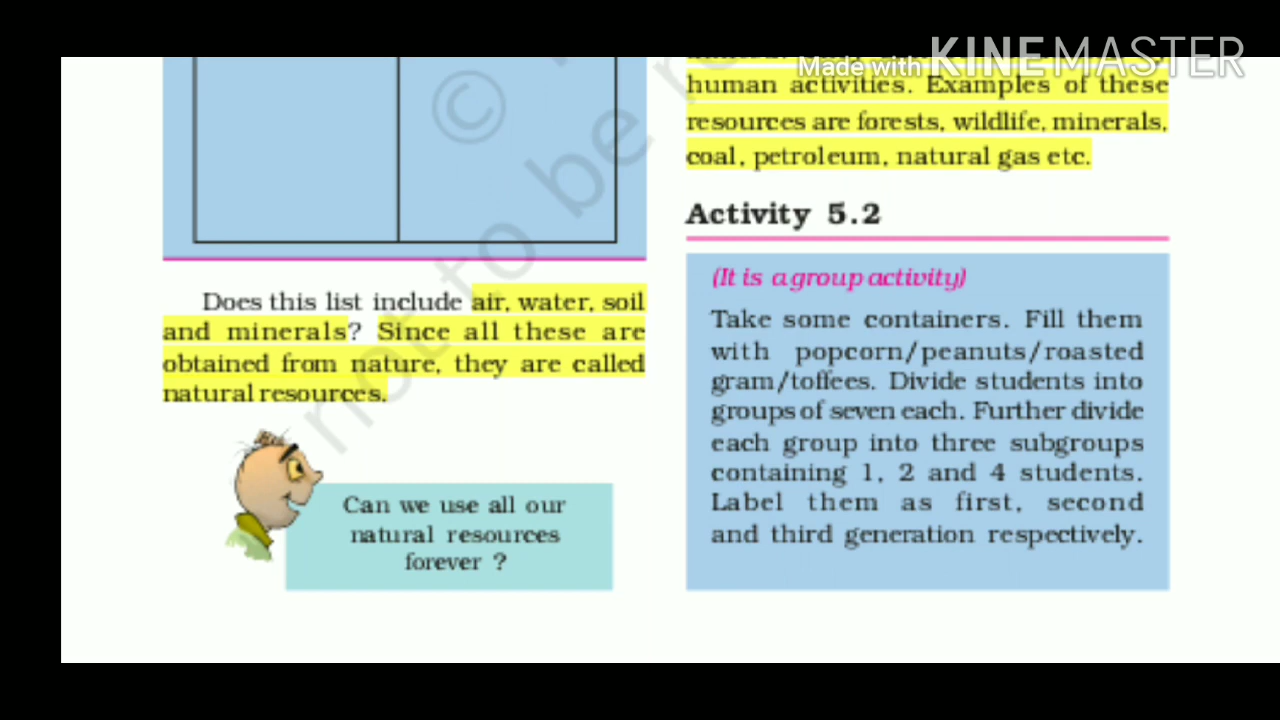 Made with KINEMASTER
Does this list include air, water, soil
and minerals? Since all these are
obtained from nature, they are called
natural resources.
Can we use all our
natural resources
forever ?
human activities. Examples of these
resources are forests, wildlife, minerals,
coal, petroleum, natural gas etc.
Activity 5.2
(It is a group activity)
Take some containers. Fill them
with popcorn/peanuts/roasted
gram/toffees. Divide students into
groups of seven each. Further divide
each group into three subgroups
containing 1, 2 and 4 students.
Label them as first, second
and third generation respectively.
© not to be